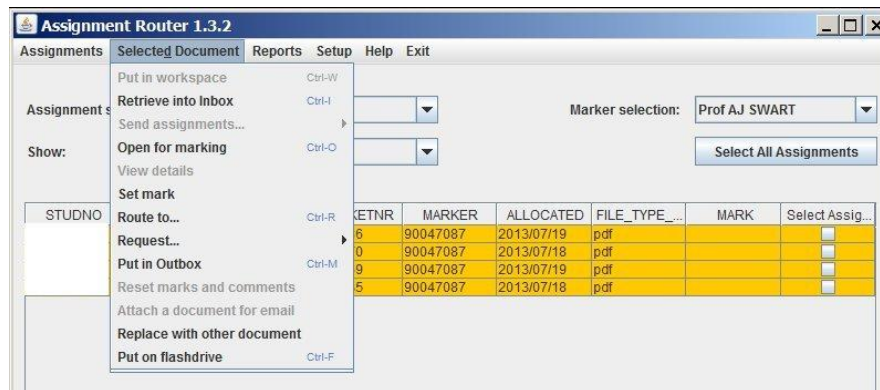 Assignment Router 1.3.2
Assignments Selected Document Reports Setup Help Exit
Put in workspace Ctrl-W
Retrieve into Inbox Ctrl-I
Send assignments...
Open for marking Ctrl-O
View details
Set mark
Route to... Ctrl-R
Request...
Put in Outbox Ctrl-M
Reset marks and comments
Attach a document for email
Replace with other document
Put on flashdrive Ctrl-F
Assignment s
Marker selection: Prof AJ SWART
Show:
Select All Assignments
STUDNO KETNR MARKER ALLOCATED FILE_TYPE_... MARK Select Assig...
6 90047087 2013/07/19 pdf
0 90047087 2013/07/18 pdf
9 90047087 2013/07/19 pdf
5 90047087 2013/07/18 pdf